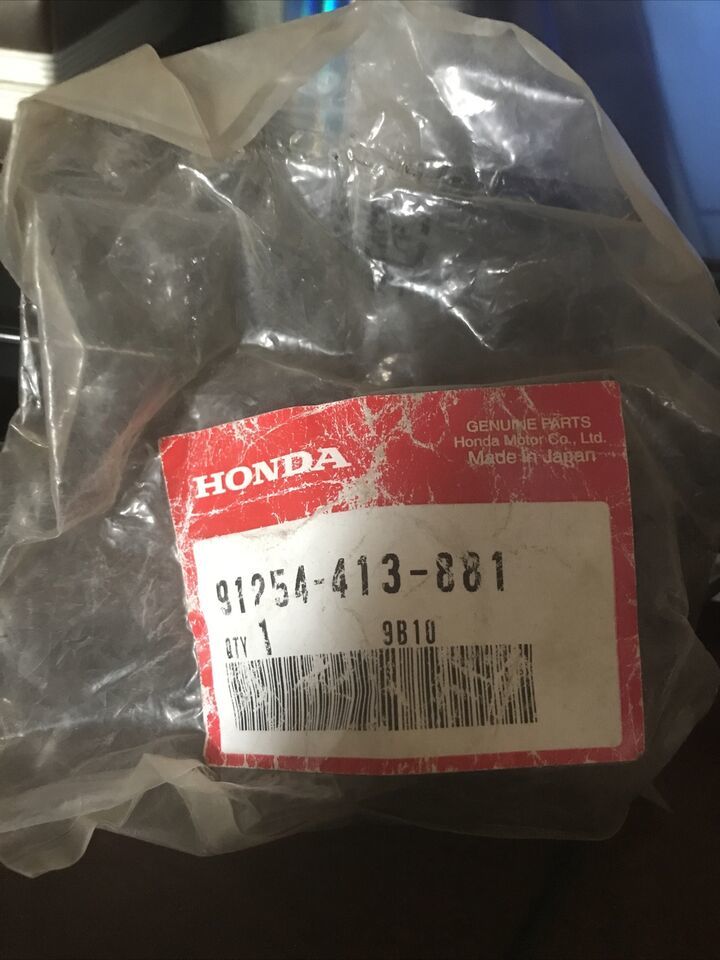 HONDA
GENUINE PARTS
Honda Motor Co., Ltd.
Made in Japan
91254-413-881
QTY 1 9B10